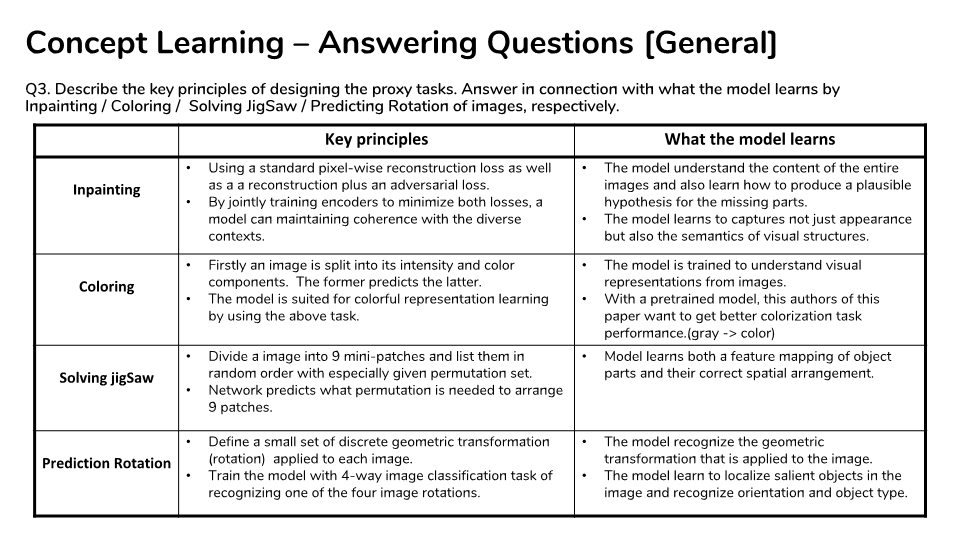 Concept Learning – Answering Questions [General]
Q3. Describe the key principles of designing the proxy tasks. Answer in connection with what the model learns by
Inpainting / Coloring /  Solving JigSaw / Predicting Rotation of images, respectively.
Key principles
What the model learns
Inpainting
• Using a standard pixel-wise reconstruction loss as well
as a a reconstruction plus an adversarial loss.
• By jointly training encoders to minimize both losses, a
model can maintaining coherence with the diverse
contexts.
• The model understand the content of the entire
images and also learn how to produce a plausible
hypothesis for the missing parts.
• The model learns to captures not just appearance
but also the semantics of visual structures.
Coloring
• Firstly an image is split into its intensity and color
components.  The former predicts the latter.
• The model is suited for colorful representation learning
by using the above task.
• The model is trained to understand visual
representations from images.
• With a pretrained model, this authors of this
paper want to get better colorization task
performance.(gray -> color)
Solving jigSaw
• Divide a image into 9 mini-patches and list them in
random order with especially given permutation set.
• Network predicts what permutation is needed to arrange
9 patches.
• Model learns both a feature mapping of object
parts and their correct spatial arrangement.
Prediction Rotation
• Define a small set of discrete geometric transformation
(rotation)  applied to each image.
• Train the model with 4-way image classification task of
recognizing one of the four image rotations.
• The model recognize the geometric
transformation that is applied to the image.
• The model learn to localize salient objects in the
image and recognize orientation and object type.